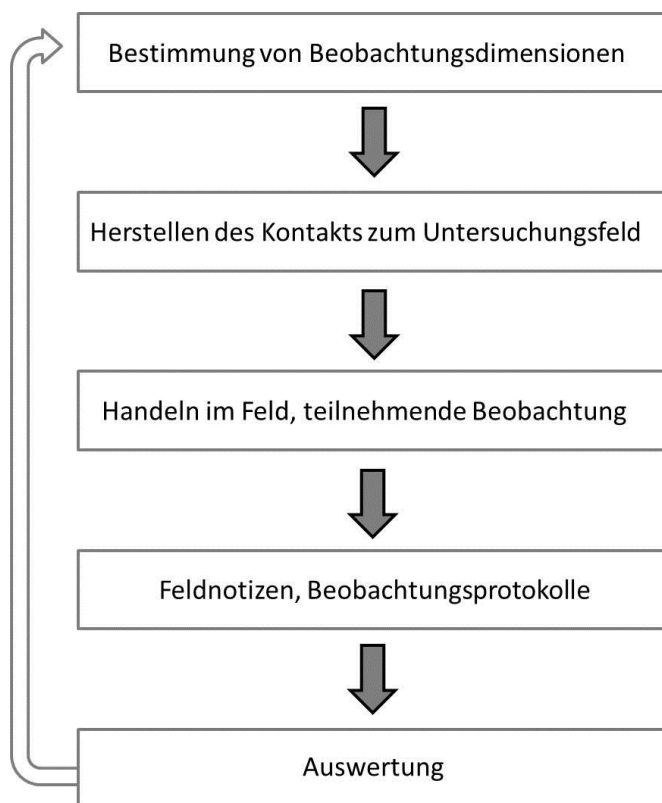 Bestimmung von Beobachtungsdimensionen
Herstellen des Kontakts zum Untersuchungsfeld
Handeln im Feld, teilnehmende Beobachtung
Feldnotizen, Beobachtungsprotokolle
Auswertung